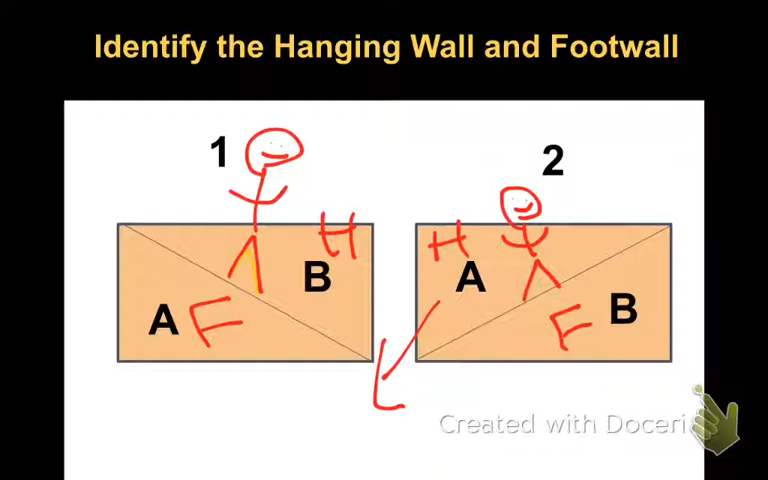 Identify the Hanging Wall and Footwall
1
2
H
B
A F
H
A
F B
Created with Doceri